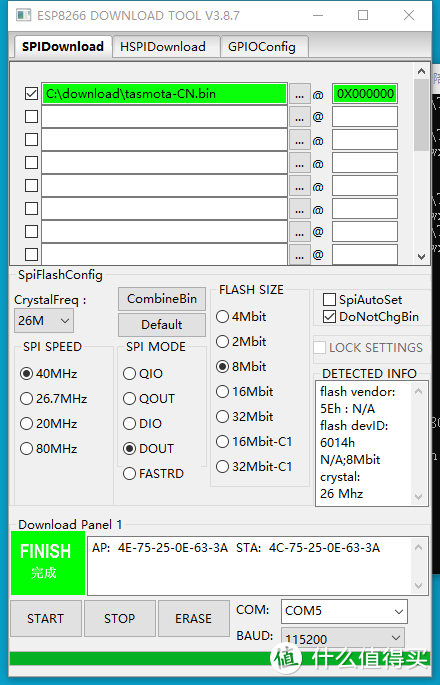 ESP8266 DOWNLOAD TOOL V3.8.7
SPIDownload HSPIDownload GPIOConfig
C:\download\tasmota-CN.bin ... @ 0X000000
... @
... @
... @
... @
... @
... @
... @
SpiFlashConfig
CrystalFreq :
26M
CombineBin
Default
SPI SPEED
40MHz
26.7MHz
20MHz
80MHz
SPI MODE
QIO
QOUT
DIO
DOUT
FASTRD
FLASH SIZE
4Mbit
2Mbit
8Mbit
16Mbit
32Mbit
16Mbit-C1
32Mbit-C1
SpiAutoSet
DoNotChgBin
LOCK SETTINGS
DETECTED INFO
flash vendor:
5Eh : N/A
flash devID:
6014h
N/A;8Mbit
crystal:
26 Mhz
Download Panel 1
FINISH
完成
AP: 4E-75-25-0E-63-3A STA: 4C-75-25-0E-63-3A
START STOP ERASE
COM: COM5
BAUD: 115200
值 什么值得买